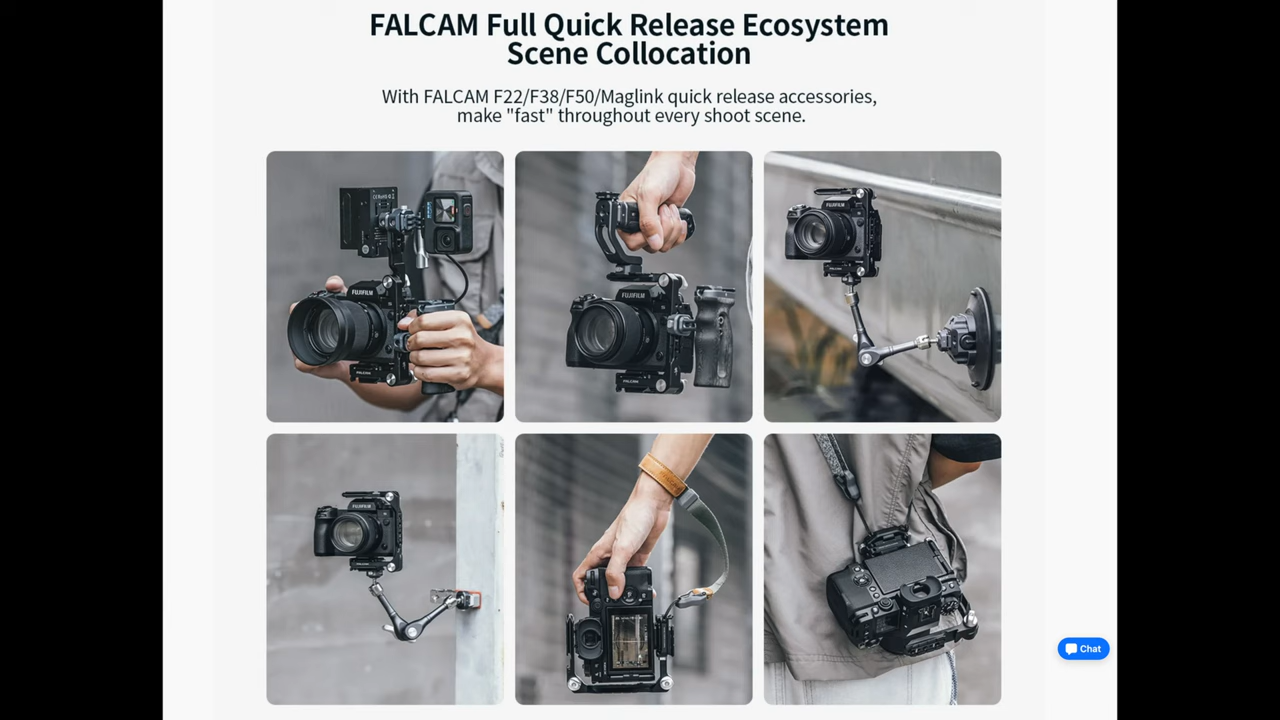 FALCAM Full Quick Release Ecosystem
Scene Collocation
With FALCAM F22/F38/F50/Maglink quick release accessories,
make "fast" throughout every shoot scene.
FUJIFILM
FUJIFILM
FUJIFILM
FUJIFILM
Chat